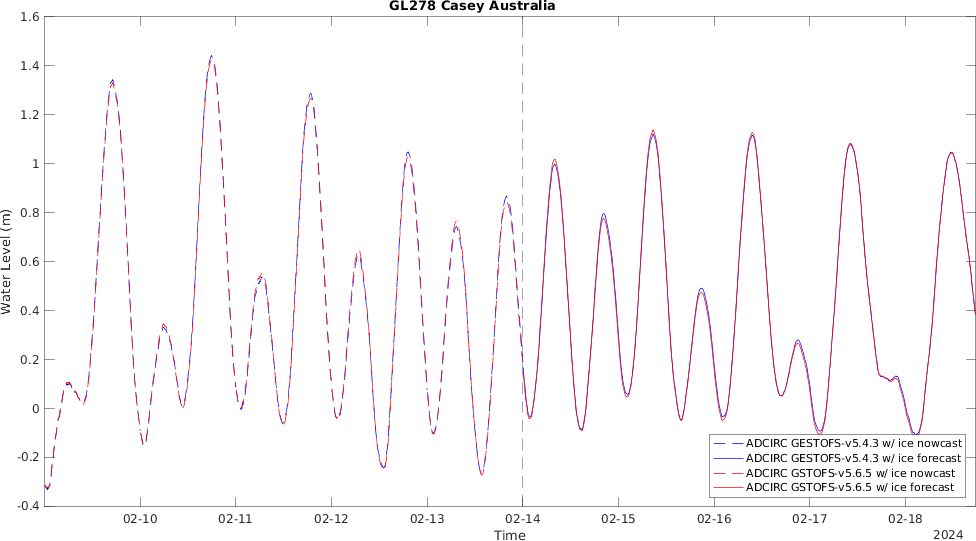 GL278 Casey Australia
1.6
1.4
1.2
1
0.8
0.6
0.4
0.2
0
-0.2
-0.4
Water Level (m)
ADCIRC GESTOFS-v5.4.3 w/ ice nowcast
ADCIRC GESTOFS-v5.4.3 w/ ice forecast
ADCIRC GSTOFS-v5.6.5 w/ ice nowcast
ADCIRC GSTOFS-v5.6.5 w/ ice forecast
02-10 02-11 02-12 02-13 02-14 02-15 02-16 02-17 02-18
Time
2024